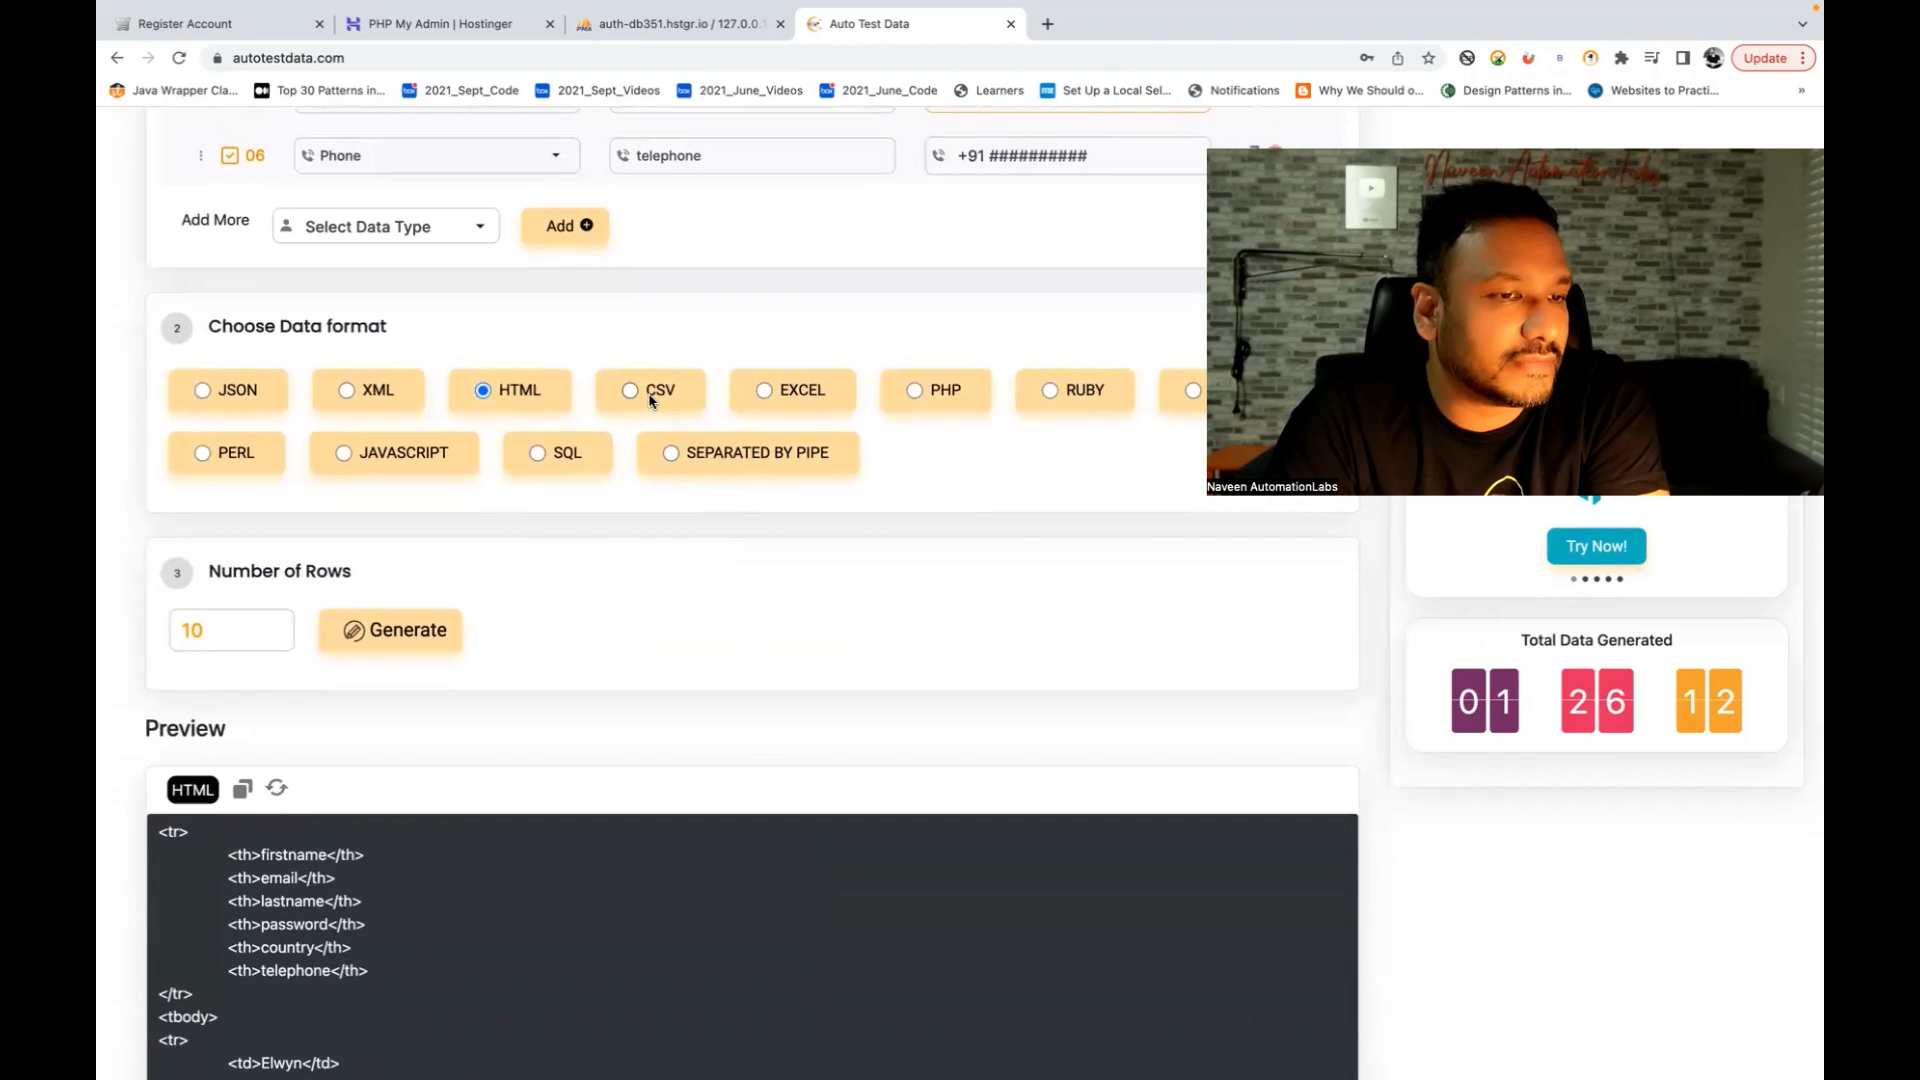 Register Account
PHP My Admin | Hostinger
auth-db351.hstgr.io / 127.0.0.1
Auto Test Data
autotestdata.com
Update
Java Wrapper Cla...
Top 30 Patterns in...
2021_Sept_Code
2021_Sept_Videos
2021_June_Videos
2021_June_Code
Learners
Set Up a Local Sel...
Notifications
Why We Should o...
Design Patterns in...
Websites to Practi...
»
06
Phone
telephone
+91 ##########
Add More
Select Data Type
Add
2
Choose Data format
JSON
XML
HTML
CSV
EXCEL
PHP
RUBY
PERL
JAVASCRIPT
SQL
SEPARATED BY PIPE
Naveen AutomationLabs
Naveen AutomationLabs
3
Number of Rows
10
Generate
Try Now!
Total Data Generated
01 26 12
Preview
HTML
<tr>
<th>firstname</th>
<th>email</th>
<th>lastname</th>
<th>password</th>
<th>country</th>
<th>telephone</th>
</tr>
<tbody>
<tr>
<td>Elwyn</td>